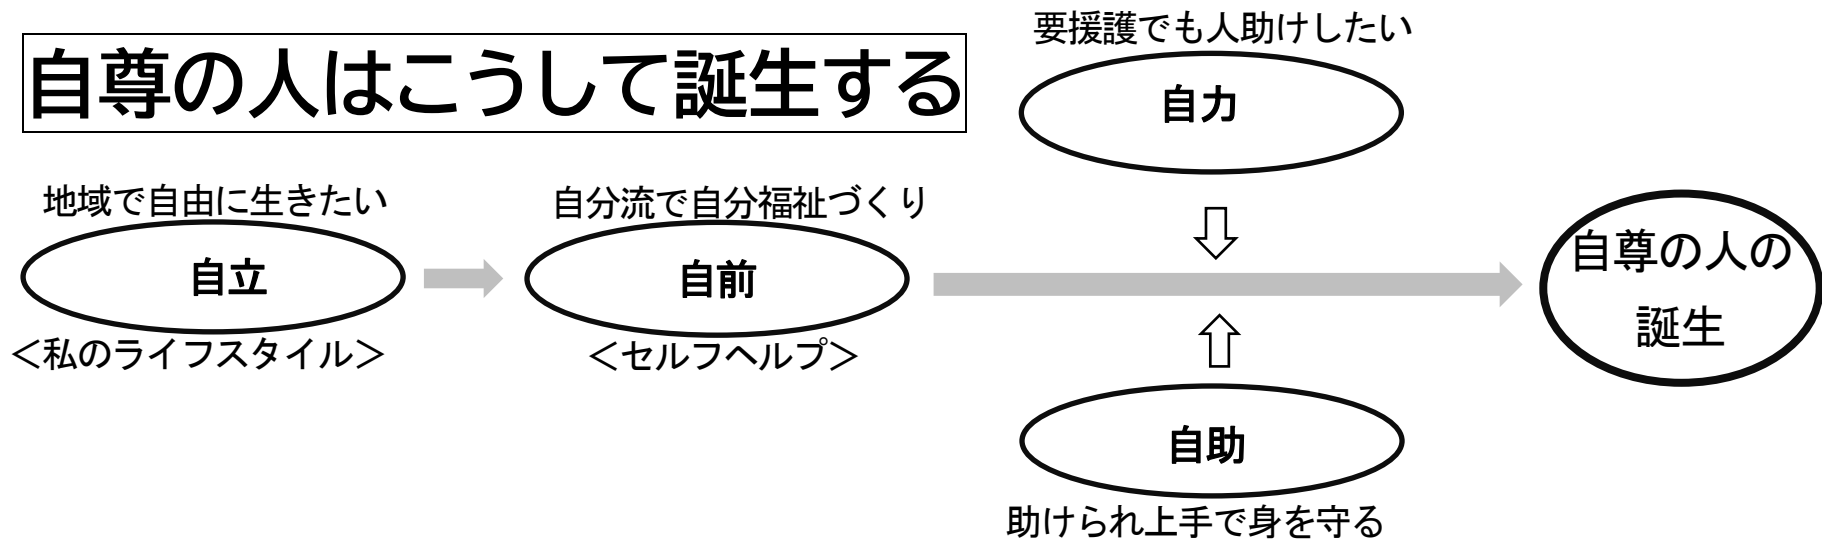 自尊の人はこうして誕生する
地域で自由に生きたい
自立
＜私のライフスタイル＞
自分流で自分福祉づくり
自前
＜セルフヘルプ＞
要援護でも人助けしたい
自力
自助
助けられ上手で身を守る
自尊の人の
誕生